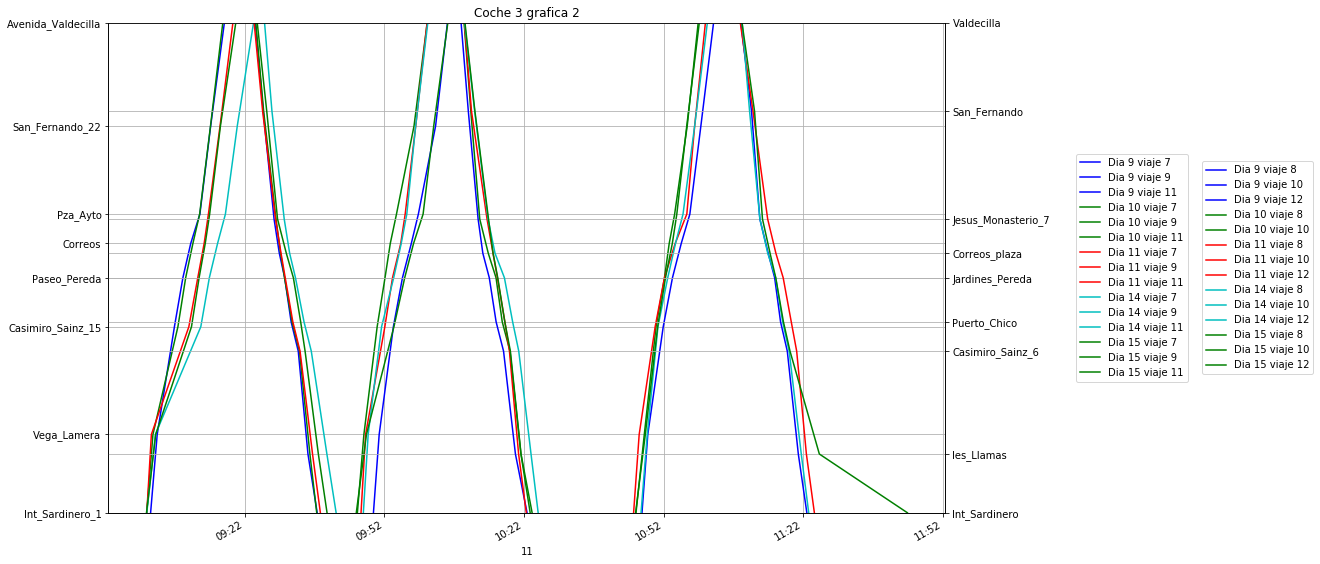 Coche 3 grafica 2
Avenida_Valdecilla
San_Fernando_22
Pza_Ayto
Correos
Paseo_Pereda
Casimiro_Sainz_15
Vega_Lamera
Int_Sardinero_1
Valdecilla
San_Fernando
Jesus_Monasterio_7
Correos_plaza
Jardines_Pereda
Puerto_Chico
Casimiro_Sainz_6
Ies_Llamas
Int_Sardinero
09:22
09:52
10:22
10:52
11:22
11:52
11
Dia 9 viaje 7
Dia 9 viaje 9
Dia 9 viaje 11
Dia 10 viaje 7
Dia 10 viaje 9
Dia 10 viaje 11
Dia 11 viaje 7
Dia 11 viaje 9
Dia 11 viaje 11
Dia 14 viaje 7
Dia 14 viaje 9
Dia 14 viaje 11
Dia 15 viaje 7
Dia 15 viaje 9
Dia 15 viaje 11
Dia 9 viaje 8
Dia 9 viaje 10
Dia 9 viaje 12
Dia 10 viaje 8
Dia 10 viaje 10
Dia 11 viaje 8
Dia 11 viaje 10
Dia 11 viaje 12
Dia 14 viaje 8
Dia 14 viaje 10
Dia 14 viaje 12
Dia 15 viaje 8
Dia 15 viaje 10
Dia 15 viaje 12